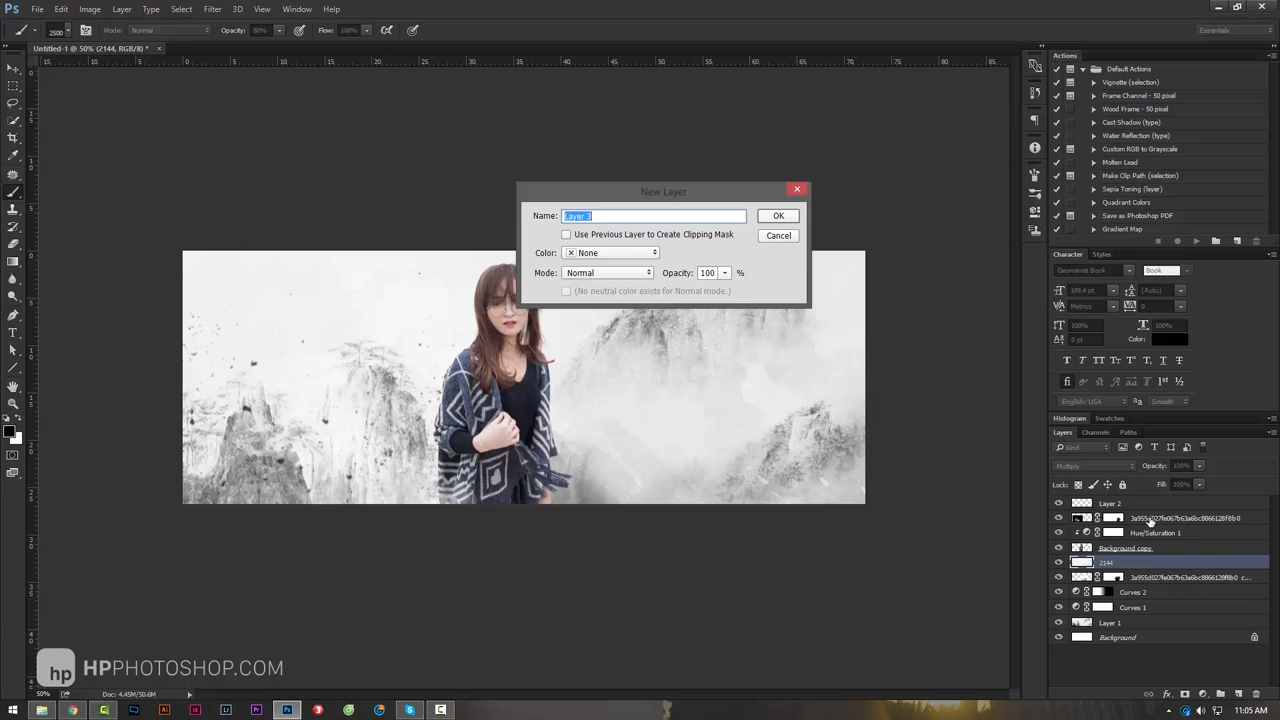 Ps File Edit Image Layer Type Select Filter 3D View Window Help
2500 Mode: Normal Opacity: 80% Flow: 100% Essentials
Untitled-1 @ 50% (2144, RGB/8) * ×
Actions
Default Actions
Vignette (selection)
Frame Channel - 50 pixel
Wood Frame - 50 pixel
Cast Shadow (type)
Water Reflection (type)
Custom RGB to Grayscale
Molten Lead
Make Clip Path (selection)
Sepia Toning (layer)
Quadrant Colors
Save as Photoshop PDF
Gradient Map
New Layer
Name: Layer 3 OK
Use Previous Layer to Create Clipping Mask Cancel
Color: None
Mode: Normal Opacity: 100 %
(No neutral color exists for Normal mode.)
Character Styles
Geomanist Book Book
109.4 pt (Auto)
Metrics 0
100% 100%
0 pt Color:
English: USA Smooth
Histogram Swatches
Layers Channels Paths
Kind
Multiply Opacity: 100%
Lock: Fill: 100%
Layer 2
3a955d027fe067b63a6bc8866128f8b0
Hue/Saturation 1
Background copy
2144
3a955d027fe067b63a6bc8866128f8b0 c...
Curves 2
Curves 1
Layer 1
Background
hp HPPHOTOSHOP.COM
50% Doc: 4.45M/50.6M
11:05 AM